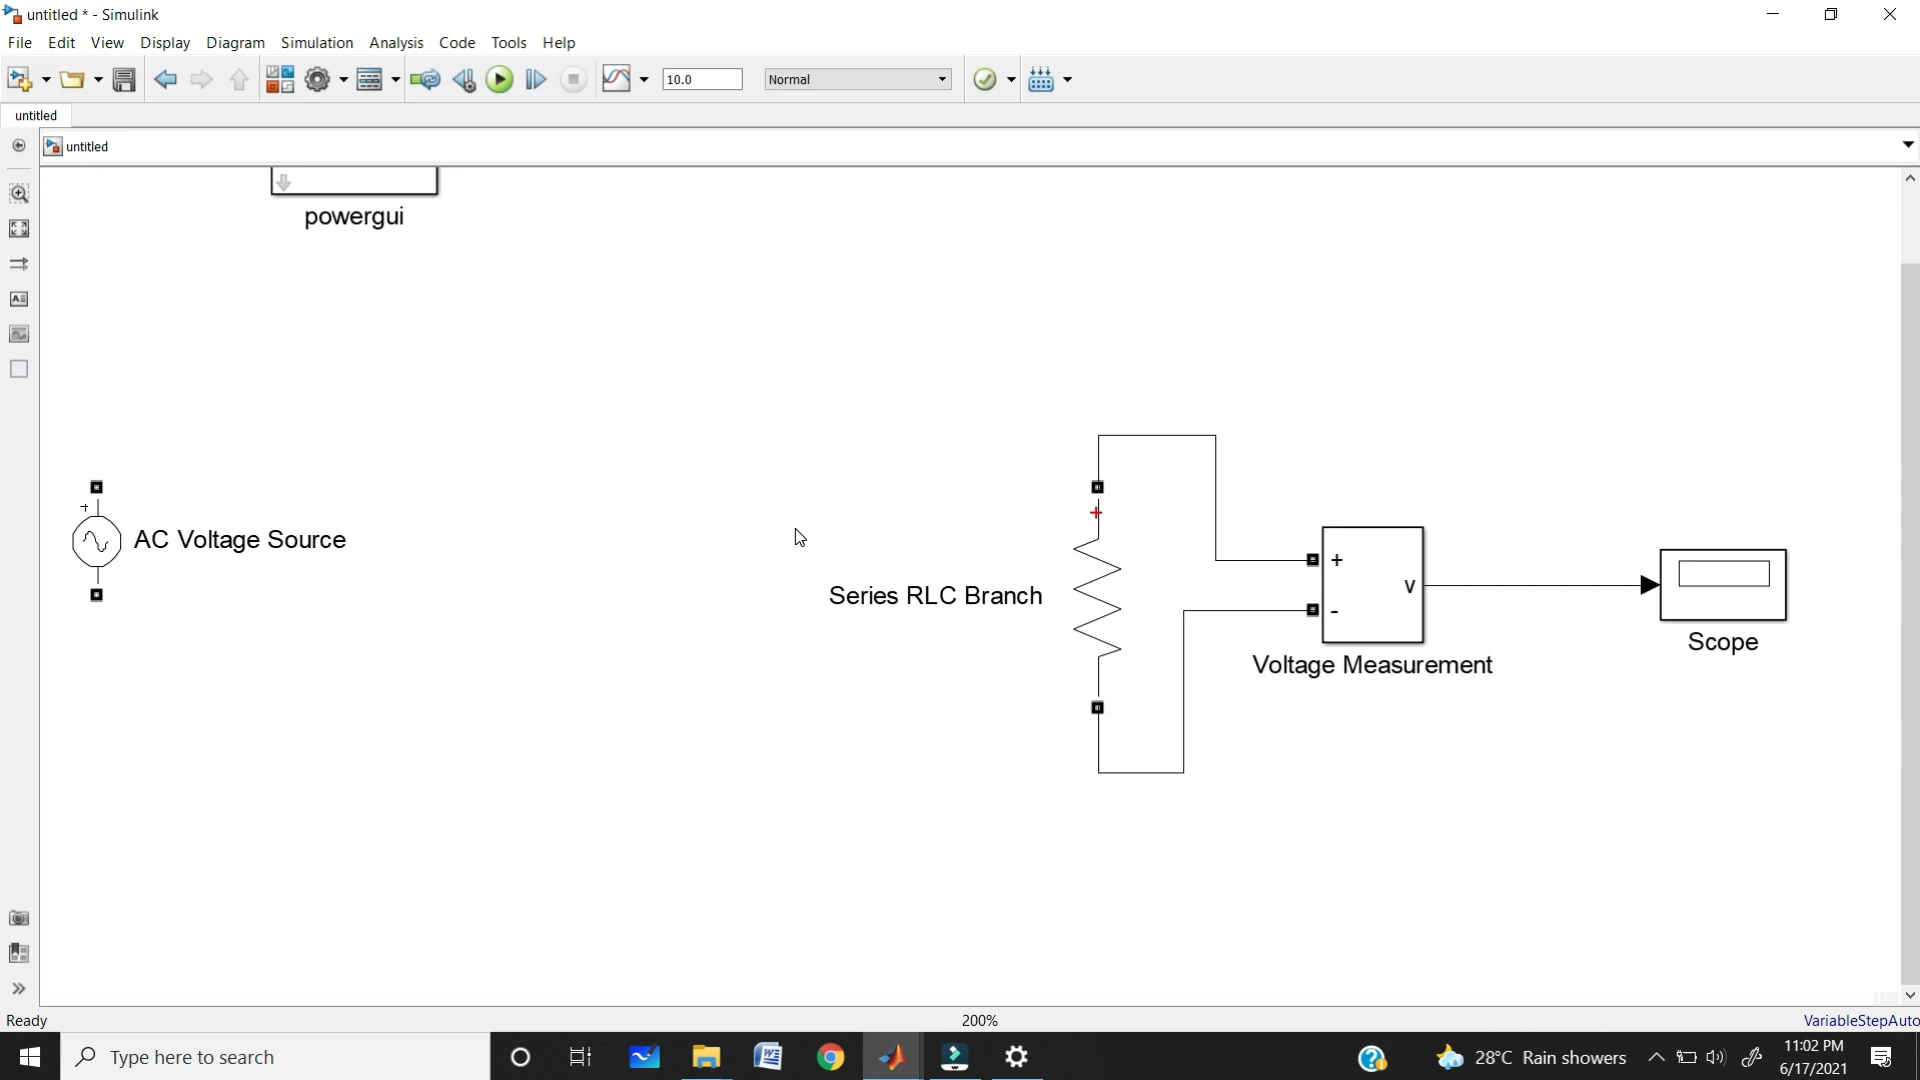 untitled * - Simulink
File Edit View Display Diagram Simulation Analysis Code Tools Help
10.0 Normal
untitled
untitled
powergui
+
AC Voltage Source
+
Series RLC Branch
+
v
-
Voltage Measurement
Scope
Ready 200% VariableStepAuto
Type here to search
28°C Rain showers
11:02 PM
6/17/2021